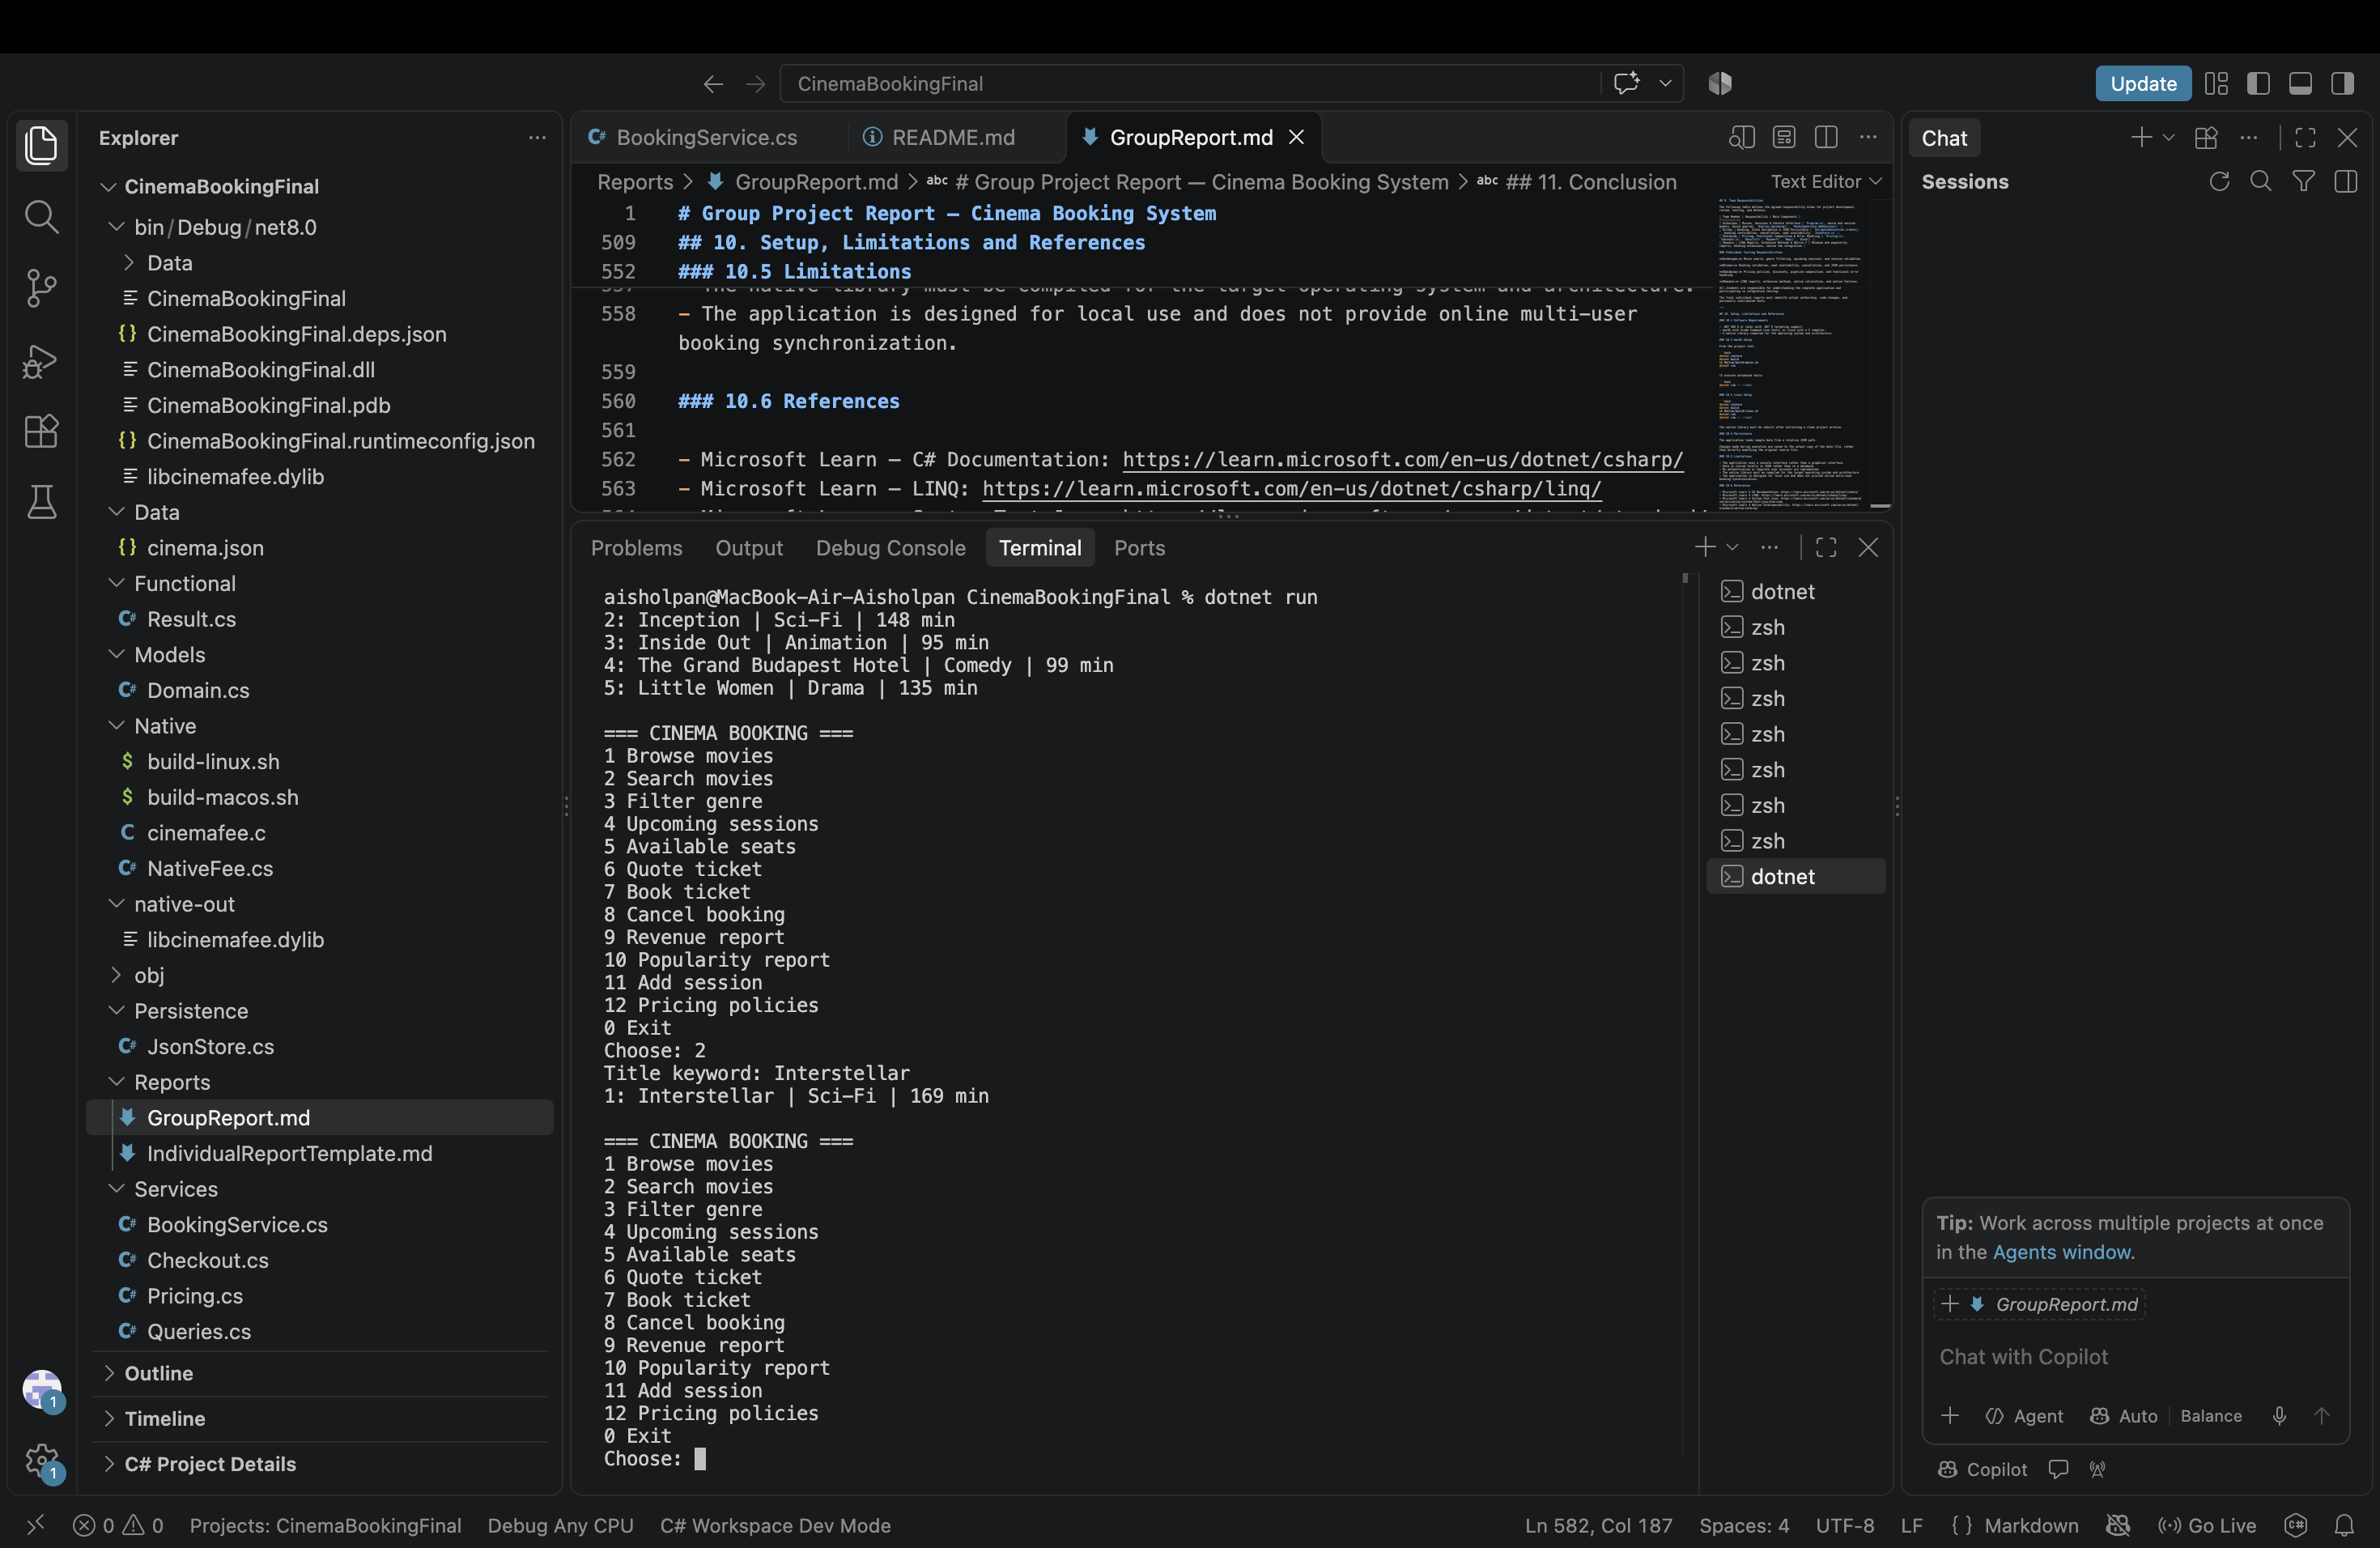 CinemaBookingFinal
Update
Explorer
CinemaBookingFinal
bin/Debug/net8.0
Data
CinemaBookingFinal
CinemaBookingFinal.deps.json
CinemaBookingFinal.dll
CinemaBookingFinal.pdb
CinemaBookingFinal.runtimeconfig.json
libcinemafee.dylib
Data
cinema.json
Functional
Result.cs
Models
Domain.cs
Native
build-linux.sh
build-macos.sh
cinemafee.c
NativeFee.cs
native-out
libcinemafee.dylib
obj
Persistence
JsonStore.cs
Reports
GroupReport.md
IndividualReportTemplate.md
Services
BookingService.cs
Checkout.cs
Pricing.cs
Queries.cs
Outline
Timeline
C# Project Details
BookingService.cs
README.md
GroupReport.md
Reports > GroupReport.md > abc # Group Project Report — Cinema Booking System > abc ## 11. Conclusion
Text Editor
1 # Group Project Report — Cinema Booking System
509 ## 10. Setup, Limitations and References
552 ### 10.5 Limitations
558 - The application is designed for local use and does not provide online multi-user
booking synchronization.
559
560 ### 10.6 References
561
562 - Microsoft Learn — C# Documentation: https://learn.microsoft.com/en-us/dotnet/csharp/
563 - Microsoft Learn — LINQ: https://learn.microsoft.com/en-us/dotnet/csharp/linq/
Problems Output Debug Console Terminal Ports
aisholpan@MacBook-Air-Aisholpan CinemaBookingFinal % dotnet run
2: Inception | Sci-Fi | 148 min
3: Inside Out | Animation | 95 min
4: The Grand Budapest Hotel | Comedy | 99 min
5: Little Women | Drama | 135 min
=== CINEMA BOOKING ===
1 Browse movies
2 Search movies
3 Filter genre
4 Upcoming sessions
5 Available seats
6 Quote ticket
7 Book ticket
8 Cancel booking
9 Revenue report
10 Popularity report
11 Add session
12 Pricing policies
0 Exit
Choose: 2
Title keyword: Interstellar
1: Interstellar | Sci-Fi | 169 min
=== CINEMA BOOKING ===
1 Browse movies
2 Search movies
3 Filter genre
4 Upcoming sessions
5 Available seats
6 Quote ticket
7 Book ticket
8 Cancel booking
9 Revenue report
10 Popularity report
11 Add session
12 Pricing policies
0 Exit
Choose:
dotnet
zsh
zsh
zsh
zsh
zsh
zsh
zsh
dotnet
Chat
Sessions
Tip: Work across multiple projects at once
in the Agents window.
GroupReport.md
Chat with Copilot
Agent
Auto
Balance
Copilot
1
1
0 0
Projects: CinemaBookingFinal
Debug Any CPU
C# Workspace Dev Mode
Ln 582, Col 187
Spaces: 4
UTF-8
LF
{ } Markdown
Go Live